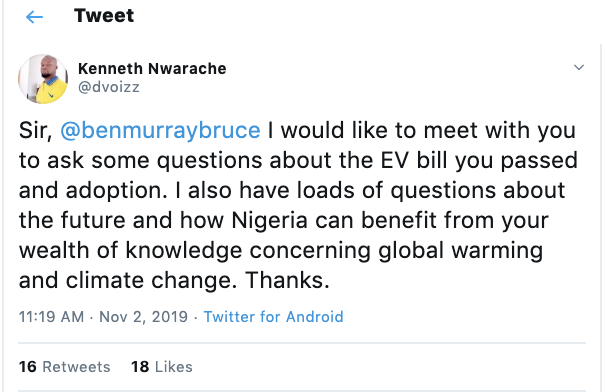 Tweet
Kenneth Nwarache
@dvoizz
Sir, @benmurraybruce I would like to meet with you
to ask some questions about the EV bill you passed
and adoption. I also have loads of questions about
the future and how Nigeria can benefit from your
wealth of knowledge concerning global warming
and climate change. Thanks.
11:19 AM · Nov 2, 2019 · Twitter for Android
16 Retweets 18 Likes